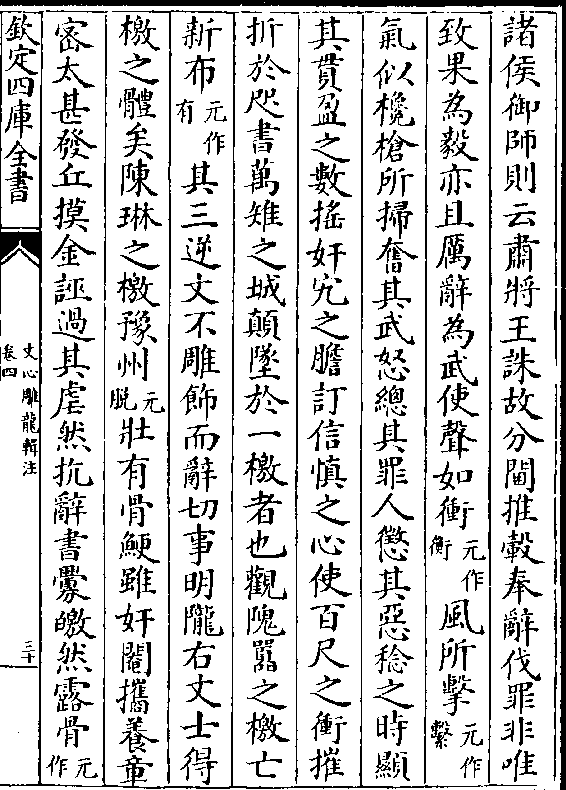 諸侯御師則云肅將王誅故分閫推轂奉辭伐罪非唯
致果為毅亦且厲辭為武使聲如衝元作衡風所擊元作繫
氣似欃槍所掃奮其武怒總其罪人懲其惡稔之時顯
其貫盈之數搖奸宄之膽訂信慎之心使百尺之衝摧
折於咫書萬雉之城顛墜於一檄者也觀隗囂之檄亡
新布元作有其三逆文不雕飾而辭切事明隴右文士得
檄之體矣陳琳之檄豫州元脫壯有骨鯁雖奸閹攜養章
宻太甚發丘摸金誣過其虐然抗辭書釁皦然露骨元作
欽定四庫全書
文心雕龍輯注
卷四
三十